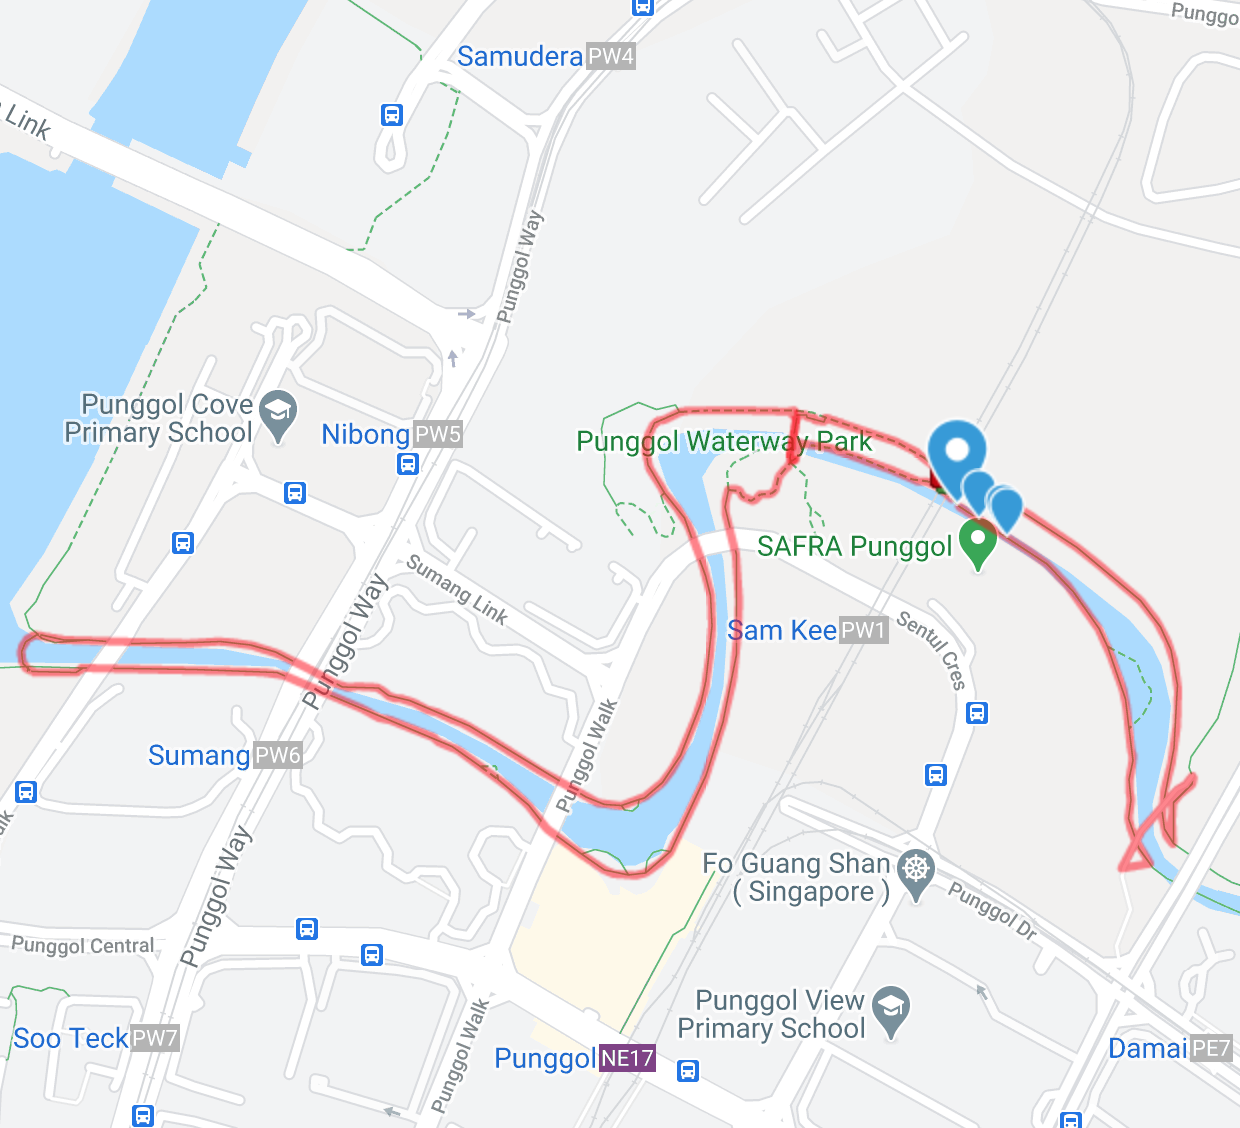 Punggo
Samudera PW4
Link
Punggol Way
Punggol Cove
Primary School
Nibong PW5
Punggol Waterway Park
SAFRA Punggol
Sumang Link
Punggol Way
Sam Kee PW1
Sentul Cres
Punggol Walk
Sumang PW6
alk
Punggol Way
Fo Guang Shan
( Singapore )
Punggol Dr
Punggol Central
Punggol View
Primary School
Punggol Walk
Soo Teck PW7
Punggol NE17
Damai PE7